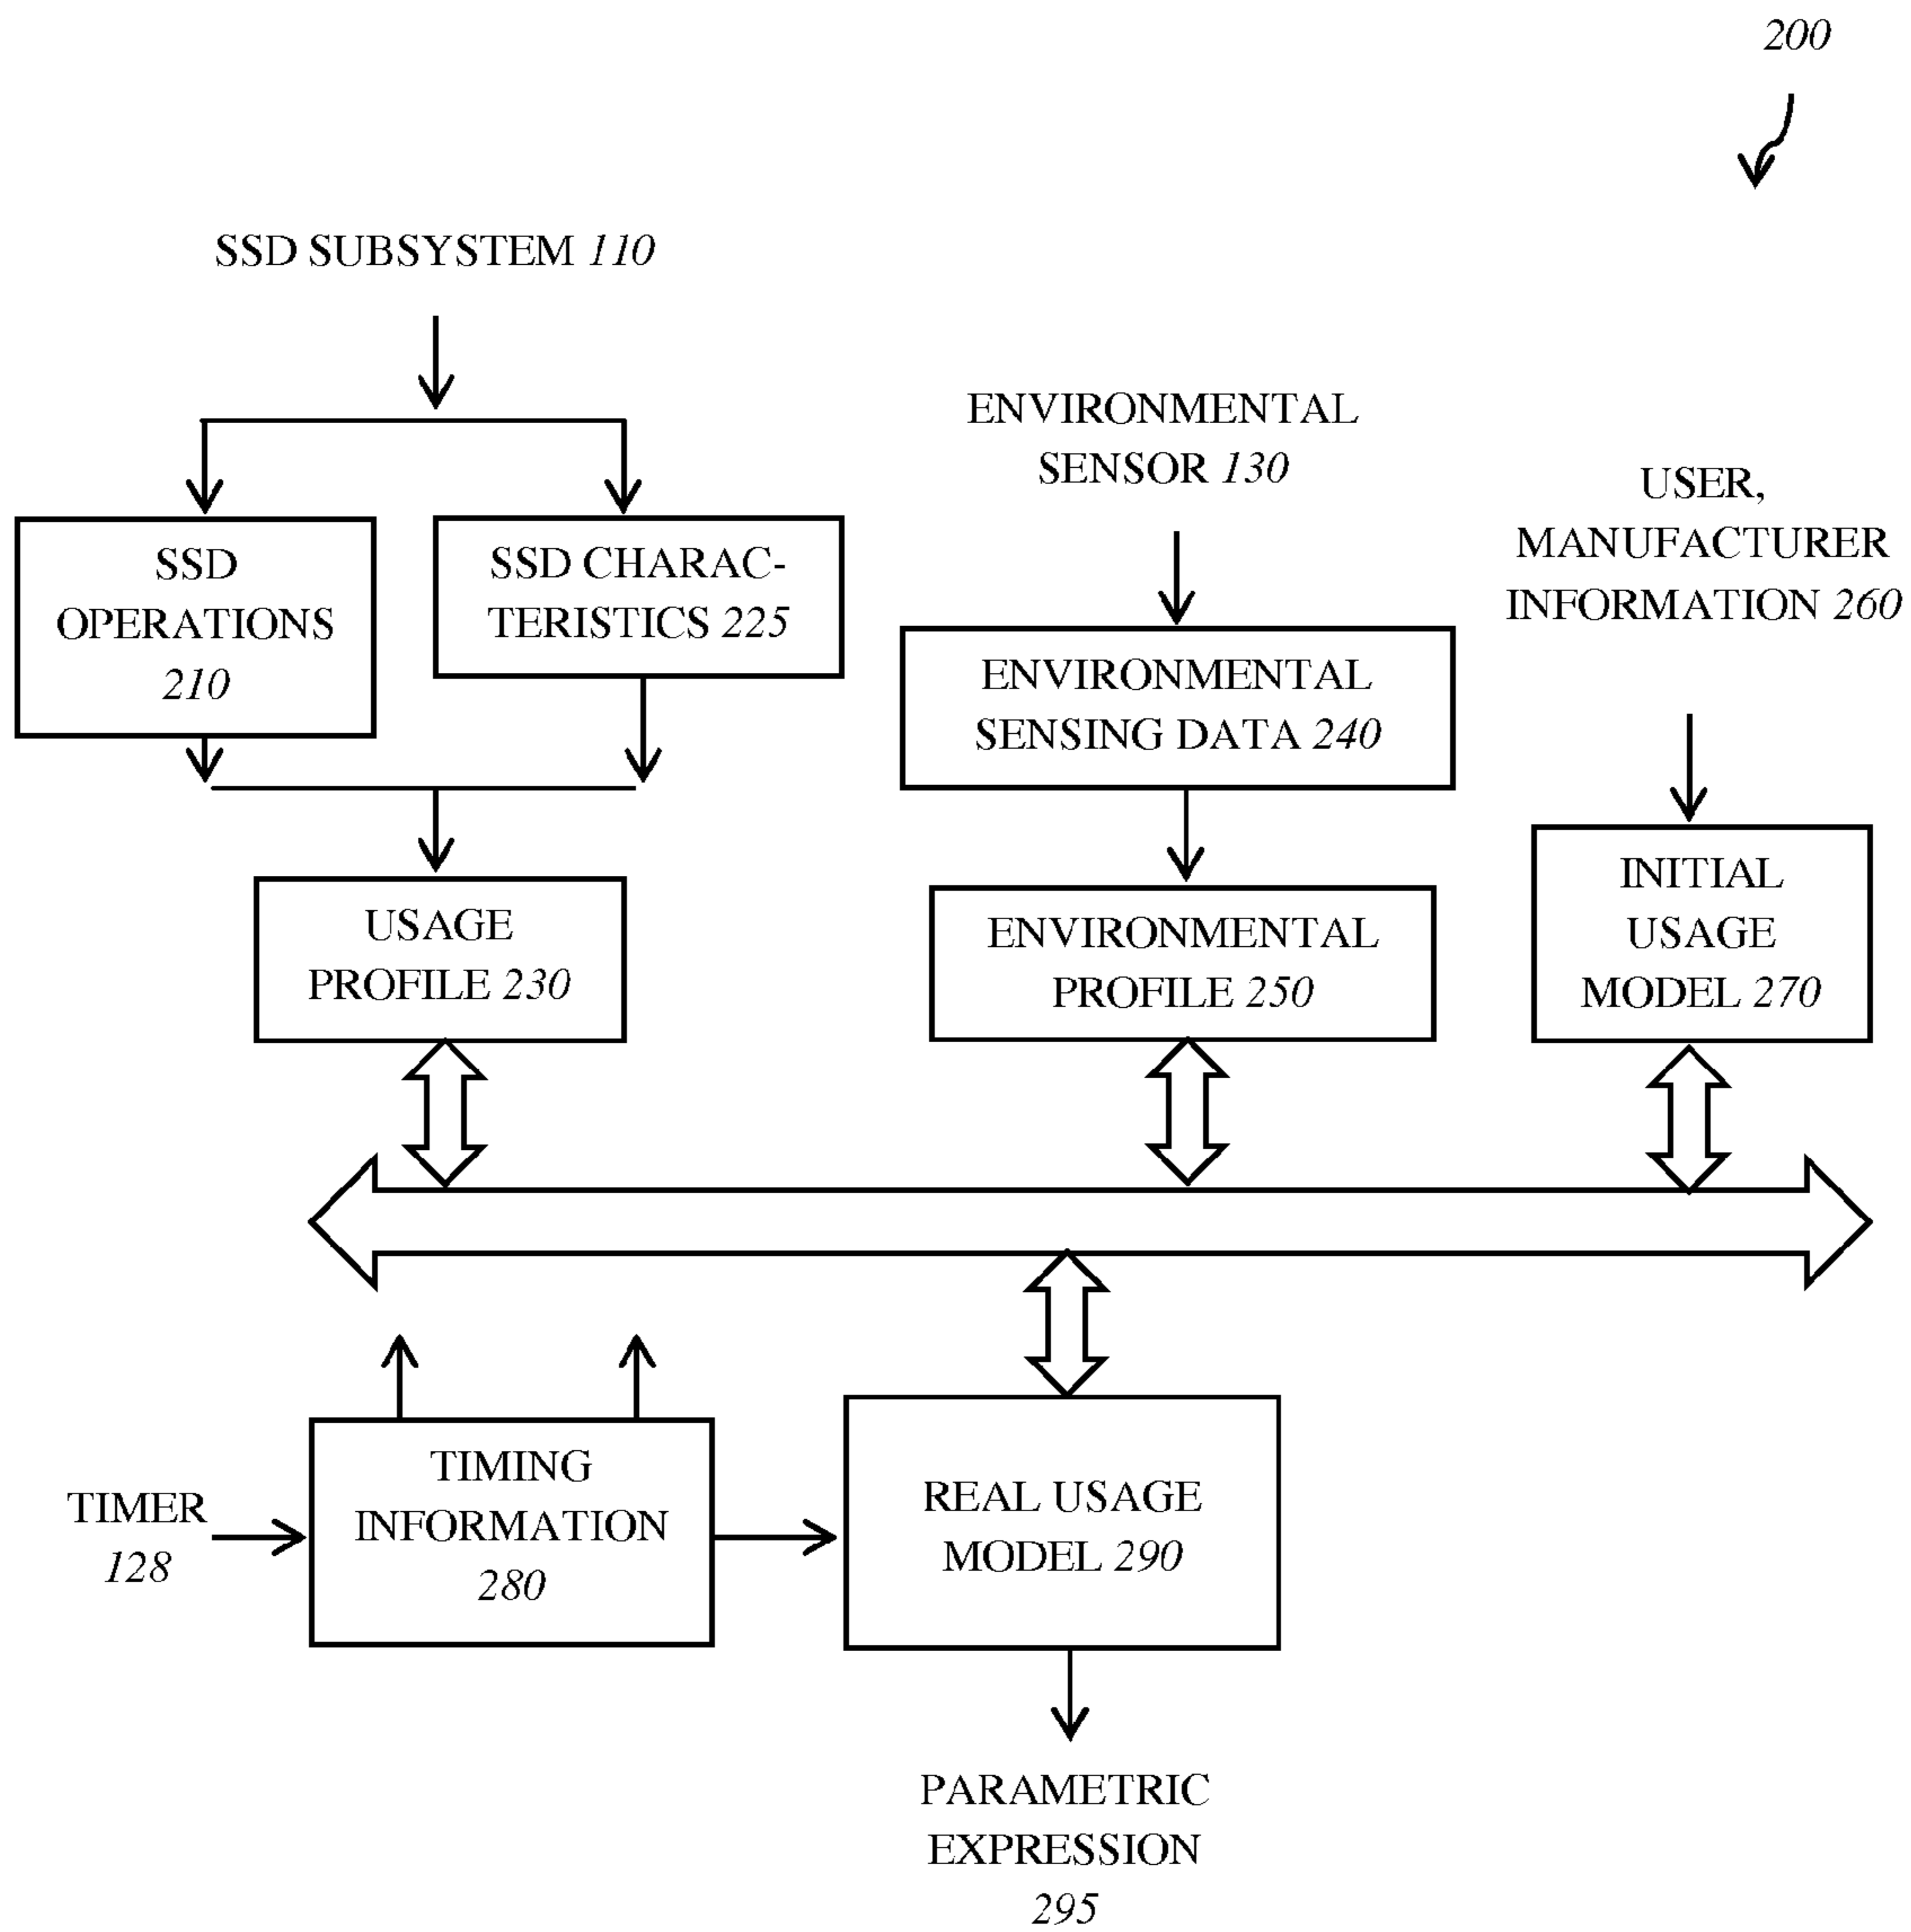 200
SSD SUBSYSTEM 110
ENVIRONMENTAL
SENSOR 130
USER,
MANUFACTURER
INFORMATION 260
SSD
OPERATIONS
210
SSD CHARAC-
TERISTICS 225
ENVIRONMENTAL
SENSING DATA 240
USAGE
PROFILE 230
ENVIRONMENTAL
PROFILE 250
INITIAL
USAGE
MODEL 270
TIMER
128
TIMING
INFORMATION
280
REAL USAGE
MODEL 290
PARAMETRIC
EXPRESSION
295